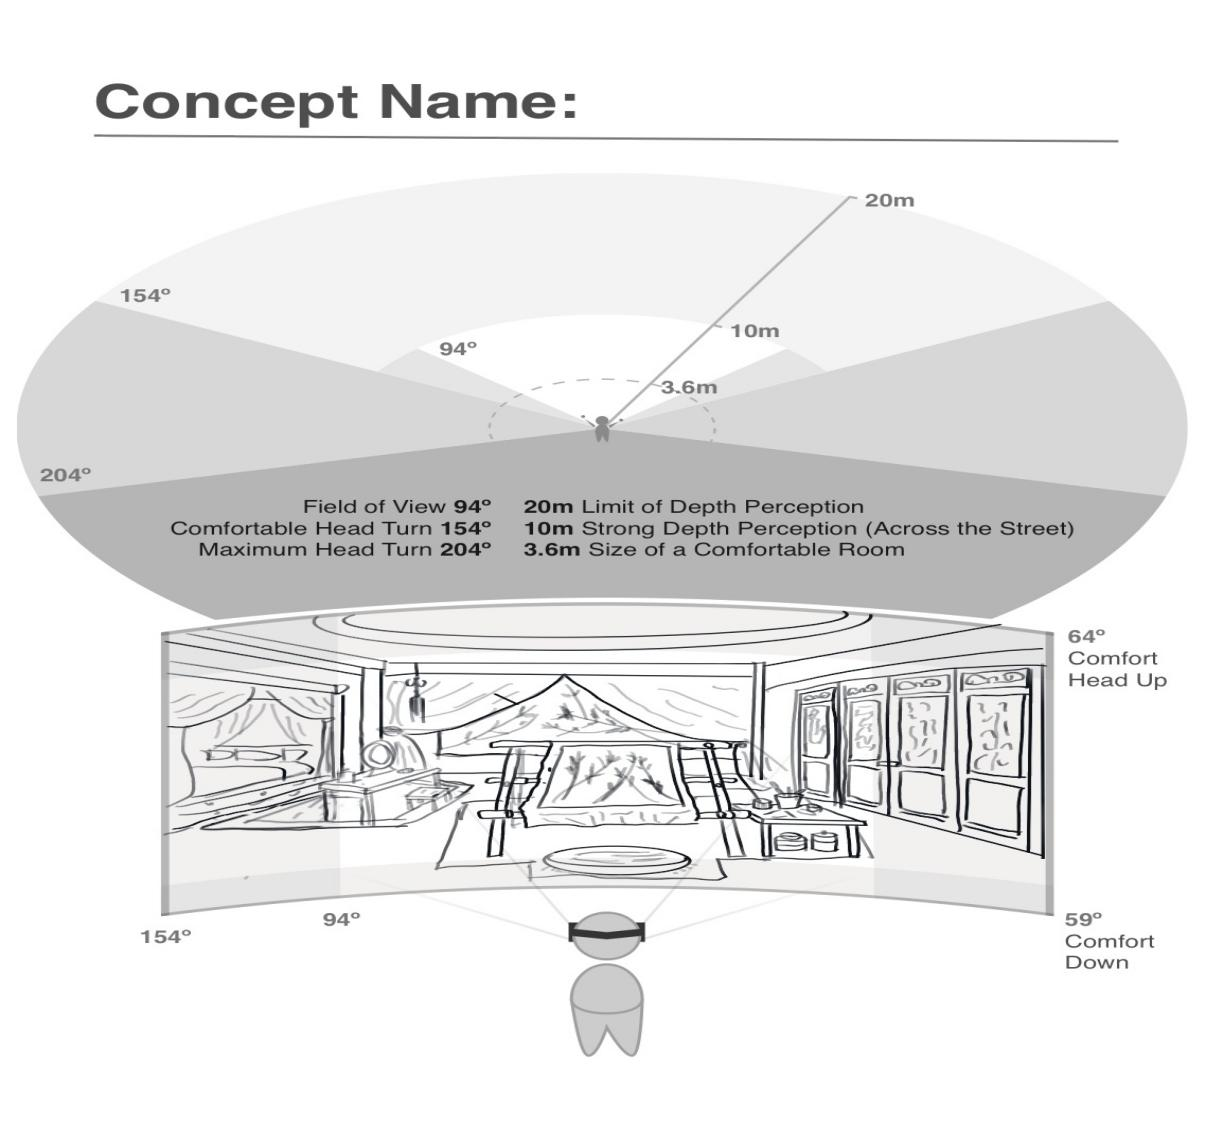 Concept Name:
20m
154º
10m
94º
3.6m
204º
Field of View 94º 20m Limit of Depth Perception
Comfortable Head Turn 154º 10m Strong Depth Perception (Across the Street)
Maximum Head Turn 204º 3.6m Size of a Comfortable Room
64º
Comfort
Head Up
94º
154º
59º
Comfort
Down